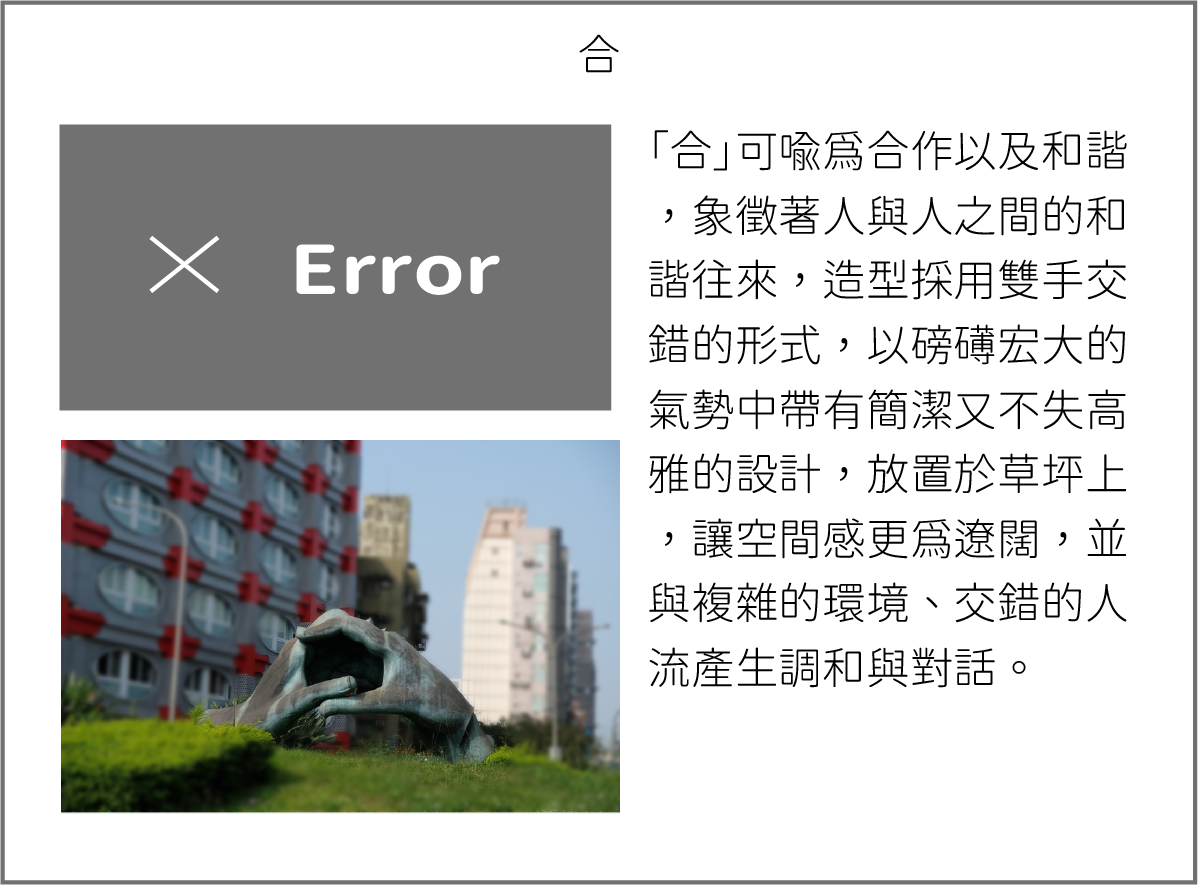 合
Error
「合」可喻爲合作以及和諧
，象徵著人與人之間的和
諧往來，造型採用雙手交
錯的形式，以磅礡宏大的
氣勢中帶有簡潔又不失高
雅的設計，放置於草坪上
，讓空間感更爲遼闊，並
與複雜的環境、交錯的人
流產生調和與對話。